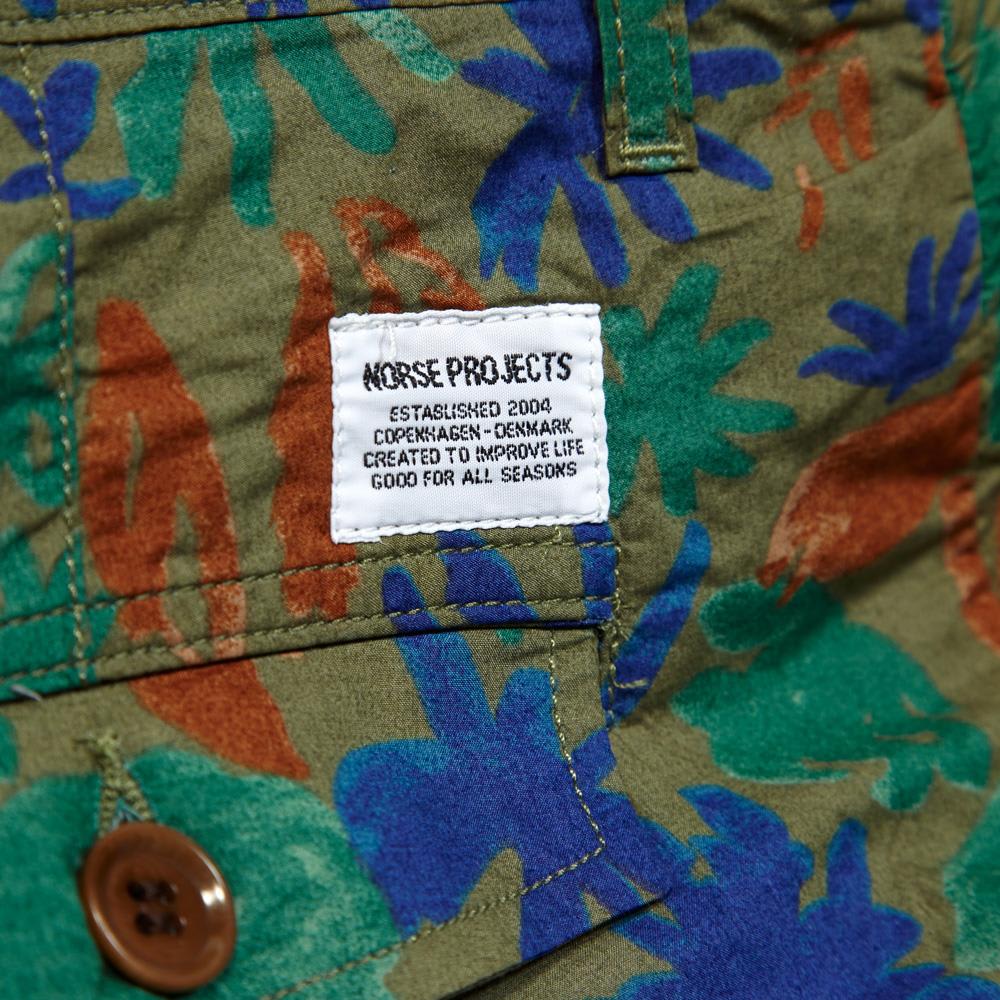 NORSE PROJECTS
ESTABLISHED 2004
COPENHAGEN - DENMARK
CREATED TO IMPROVE LIFE
GOOD FOR ALL SEASONS